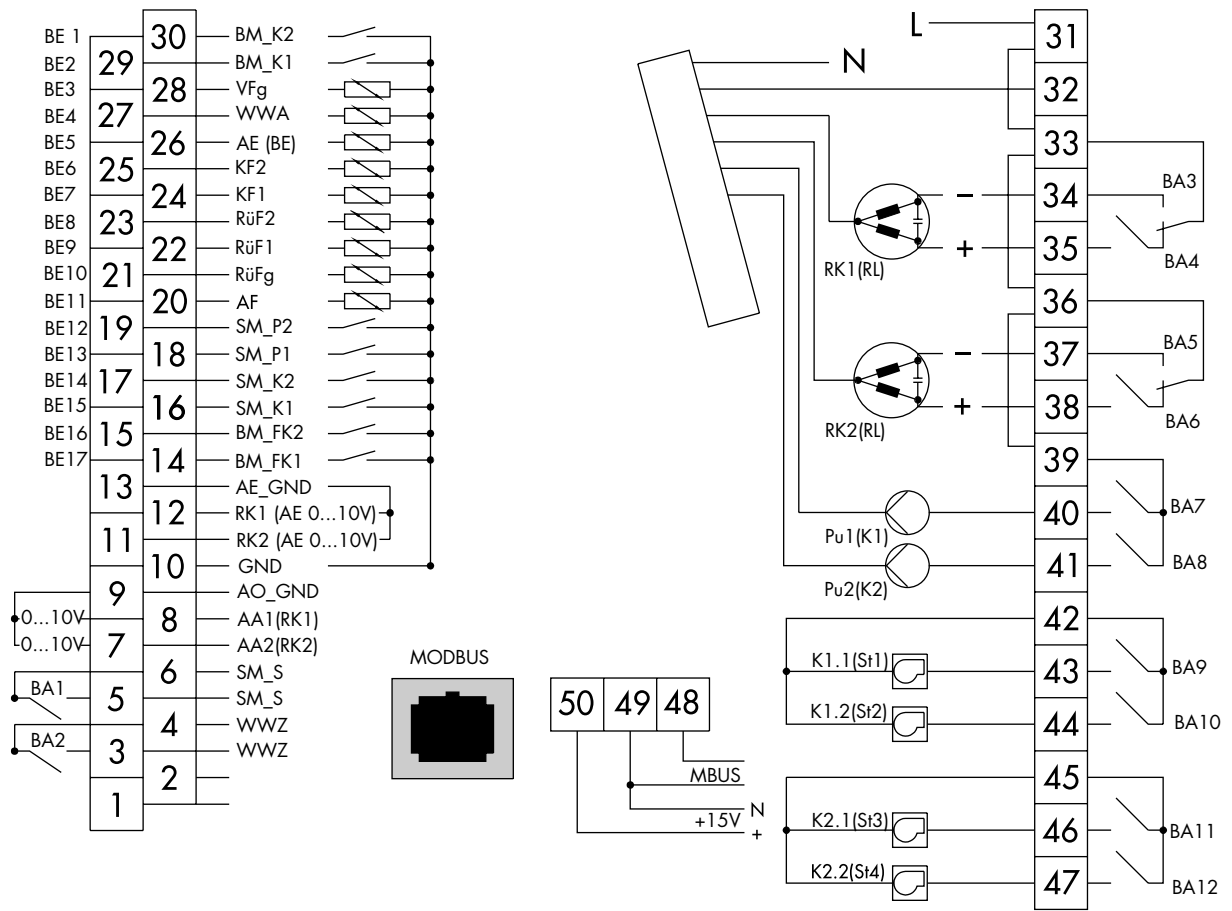 BE 1 30 BM_K2
BE2 29 BM_K1
BE3 28 VFg
BE4 27 WWA
BE5 26 AE (BE)
BE6 25 KF2
BE7 24 KF1
BE8 23 RüF2
BE9 22 RüF1
BE10 21 RüFg
BE11 20 AF
BE12 19 SM_P2
BE13 18 SM_P1
BE14 17 SM_K2
BE15 16 SM_K1
BE16 15 BM_FK2
BE17 14 BM_FK1
13 AE_GND
12 RK1 (AE 0...10V)
11 RK2 (AE 0...10V)
10 GND
9 AO_GND
0...10V 8 AA1(RK1)
0...10V 7 AA2(RK2)
6 SM_S
BA1 5 SM_S
4 WWZ
BA2 3 WWZ
2
1
MODBUS
50 49 48
MBUS
N
+15V +
L 31
N
32
33
− 34 BA3
+ 35 BA4
RK1(RL)
36
− 37 BA5
+ 38 BA6
RK2(RL)
39
40 BA7
Pu1(K1)
41 BA8
Pu2(K2)
42
K1.1(St1) 43 BA9
K1.2(St2) 44 BA10
45
K2.1(St3) 46 BA11
K2.2(St4) 47 BA12